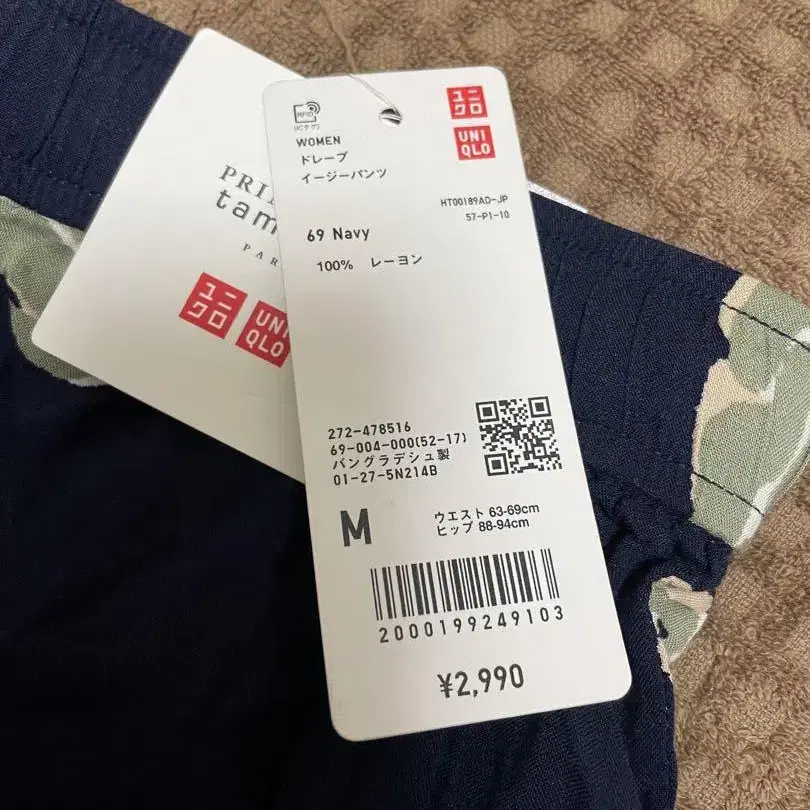 RFID
(ICタグ)
WOMEN
ドレープ
イージーパンツ
ユニ
クロ
UNI
QLO
HT00189AD-JP
57-P1-10
69 Navy
100% レーヨン
272-478516
69-004-000(52-17)
バングラデシュ製
01-27-5N214B
M
ウエスト 63-69cm
ヒップ 88-94cm
2000199249103
¥2,990
ユニ
クロ
UNI
QLO